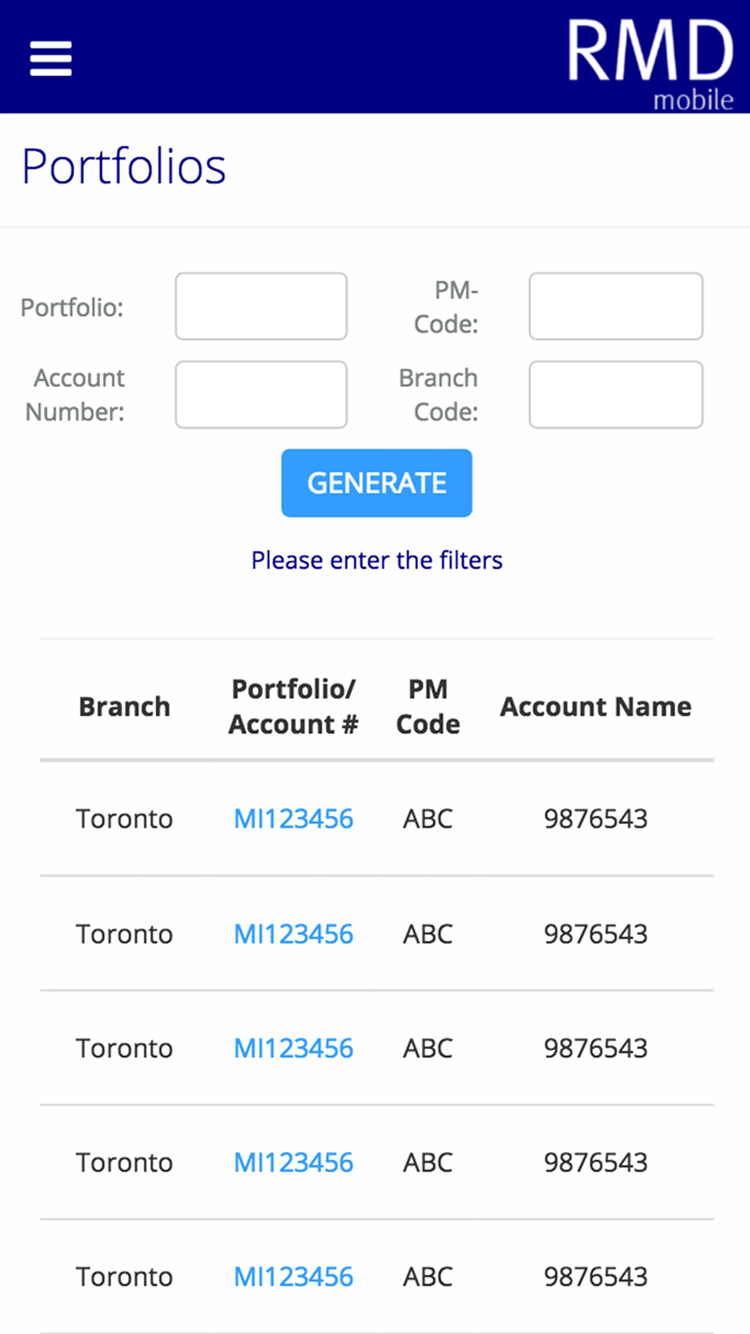 RMD
mobile
Portfolios
Portfolio:
PM-
Code:
Account
Number:
Branch
Code:
GENERATE
Please enter the filters
Branch Portfolio/ Account # PM Code Account Name
Toronto MI123456 ABC 9876543
Toronto MI123456 ABC 9876543
Toronto MI123456 ABC 9876543
Toronto MI123456 ABC 9876543
Toronto MI123456 ABC 9876543